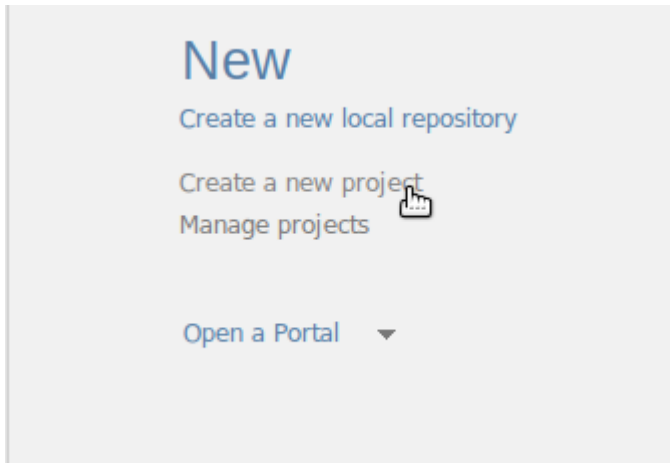 New
Create a new local repository
Create a new project
Manage projects
Open a Portal